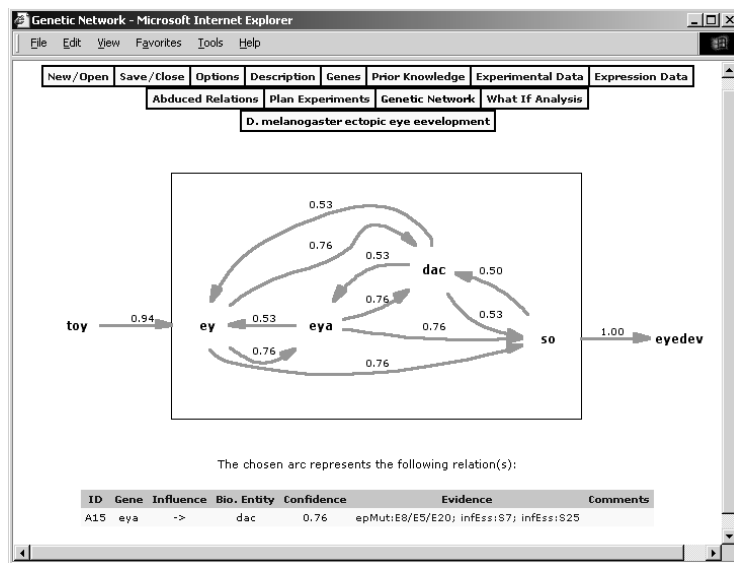 Genetic Network - Microsoft Internet Explorer
File Edit View Favorites Tools Help
New/Open Save/Close Options Description Genes Prior Knowledge Experimental Data Expression Data
Abduced Relations Plan Experiments Genetic Network What If Analysis
D. melanogaster ectopic eye eevelopment
0.53
0.76
0.53
dac
0.50
0.76
0.53
toy 0.94 ey 0.53 eya 0.76 so 1.00 eyedev
0.76
0.76
The chosen arc represents the following relation(s):
ID Gene Influence Bio. Entity Confidence Evidence Comments
A15 eya -> dac 0.76 epMut:E8/E5/E20; infEss:S7; infEss:S25